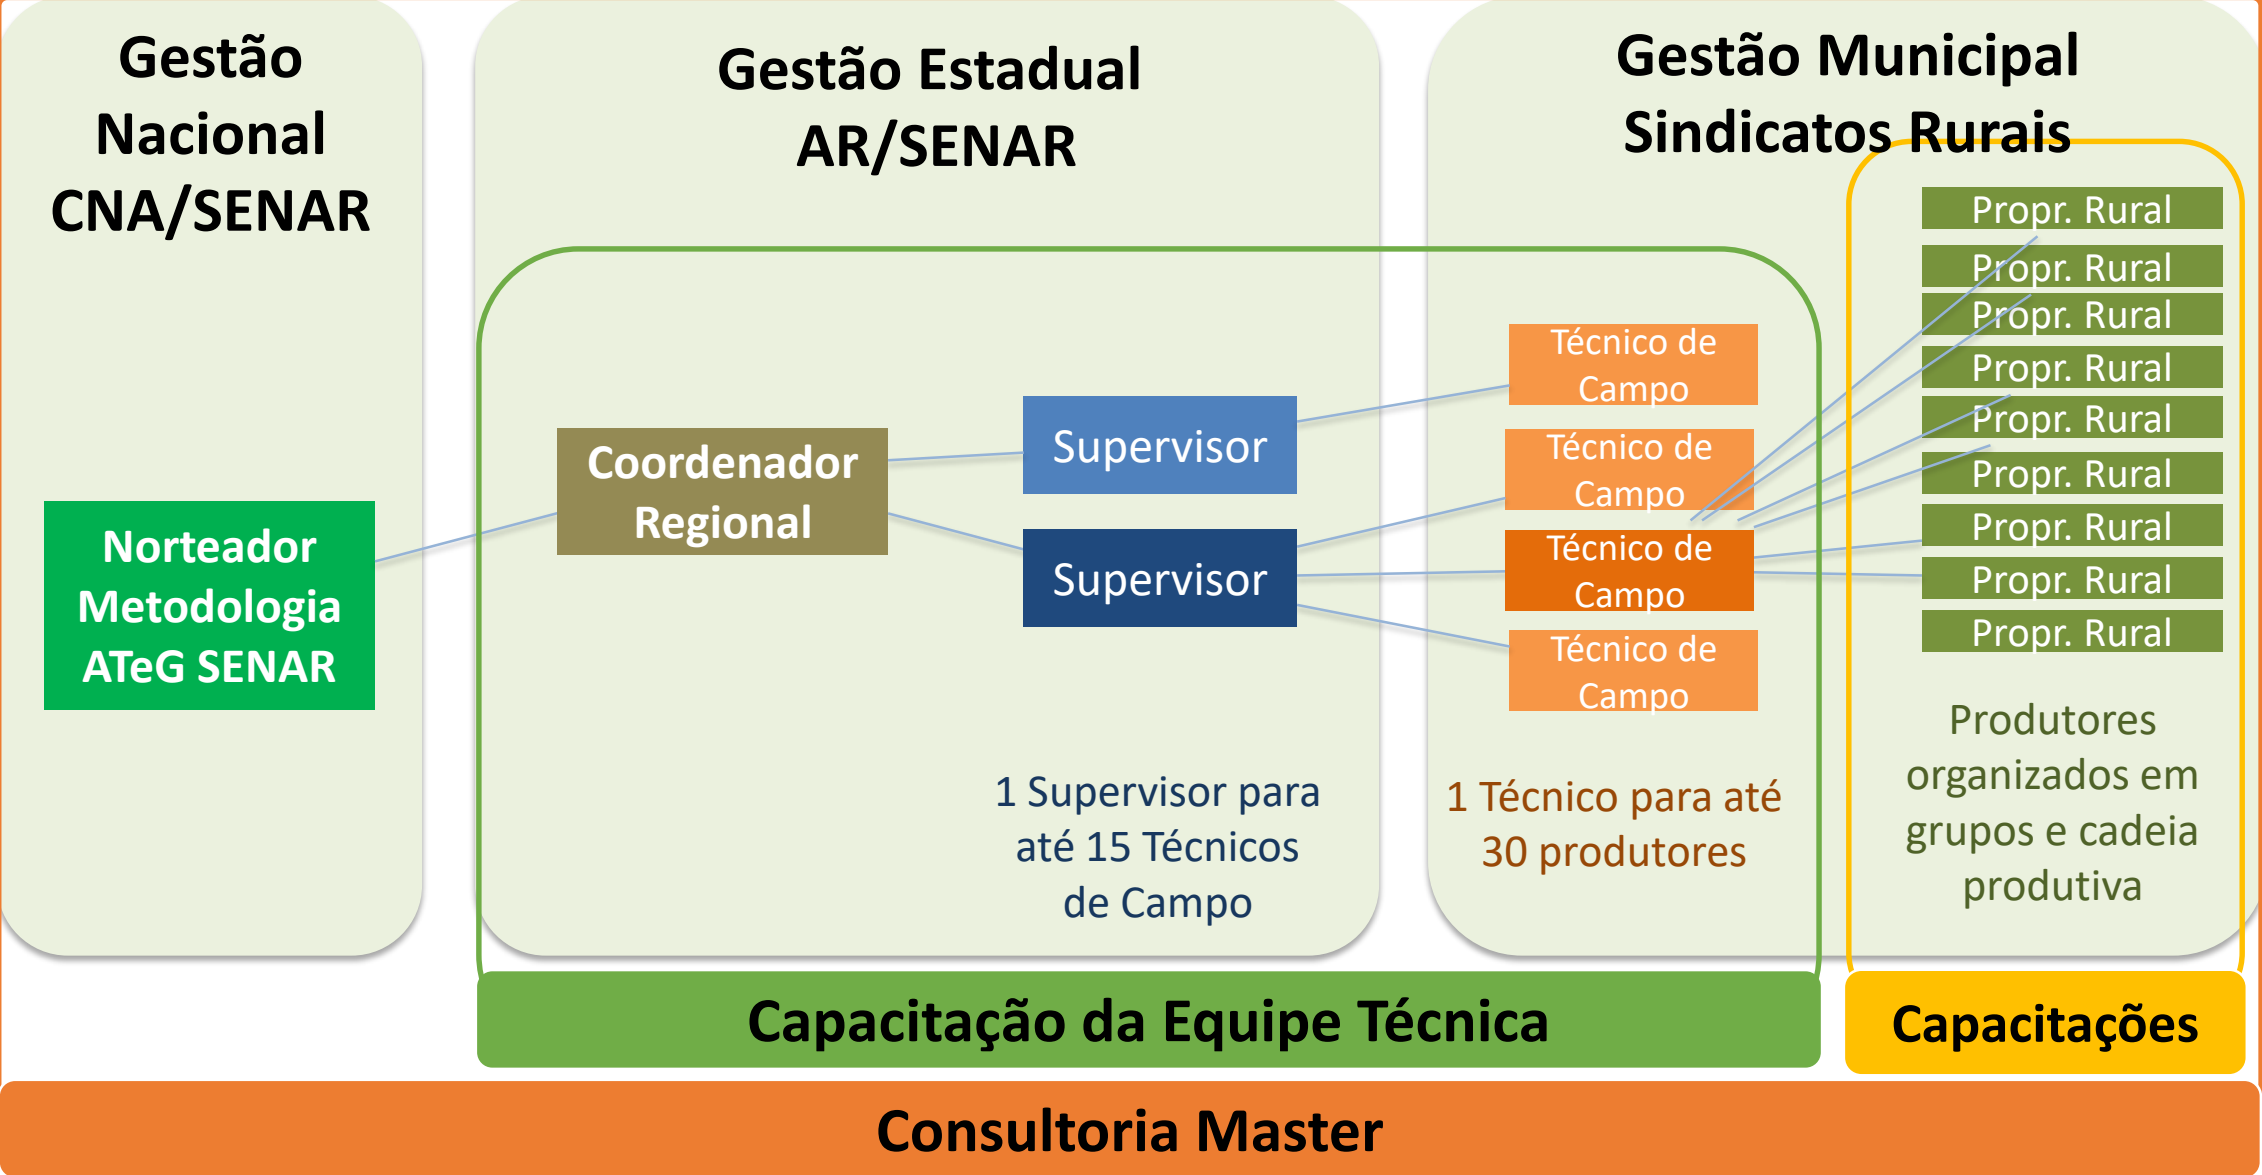 Gestão
Nacional
CNA/SENAR
Norteador
Metodologia
ATeG SENAR
Gestão Estadual
AR/SENAR
Coordenador
Regional
Supervisor
Supervisor
1 Supervisor para
até 15 Técnicos
de Campo
Gestão Municipal
Sindicatos Rurais
Técnico de
Campo
Técnico de
Campo
Técnico de
Campo
Técnico de
Campo
1 Técnico para até
30 produtores
Propr. Rural
Propr. Rural
Propr. Rural
Propr. Rural
Propr. Rural
Propr. Rural
Propr. Rural
Propr. Rural
Propr. Rural
Produtores
organizados em
grupos e cadeia
produtiva
Capacitação da Equipe Técnica
Capacitações
Consultoria Master